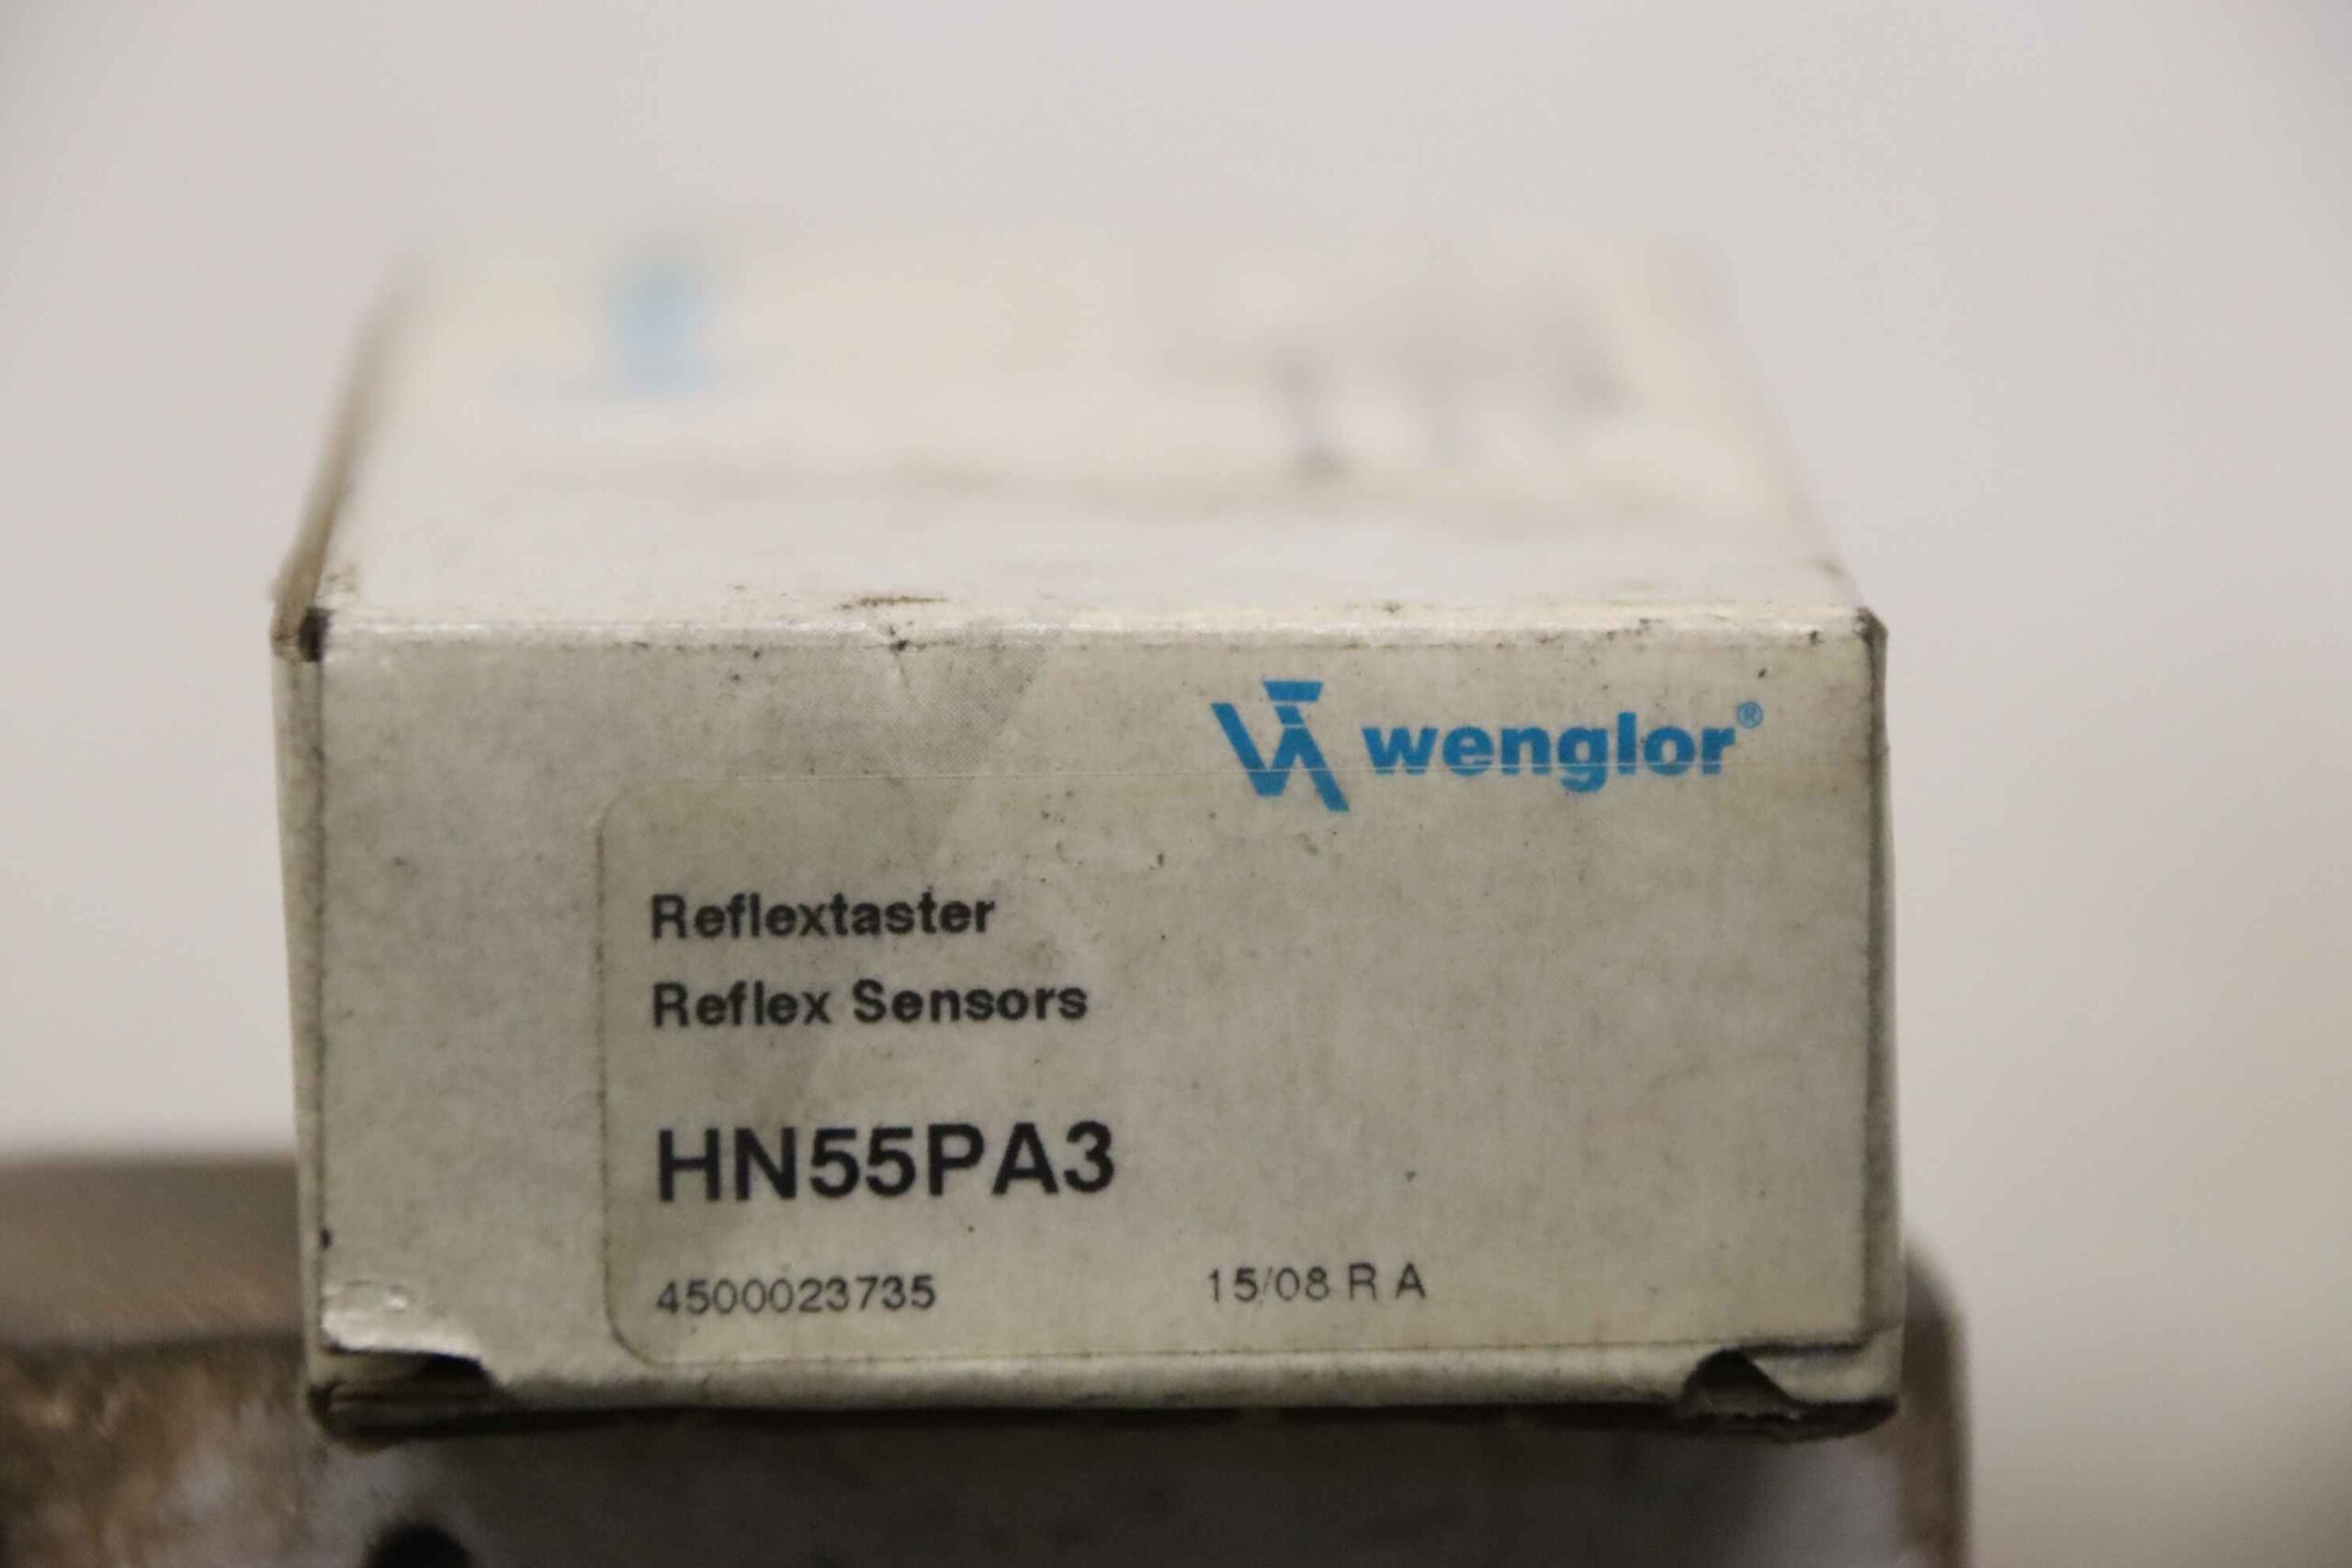 wenglor®
Reflextaster
Reflex Sensors
HN55PA3
4500023735 15/08 R A